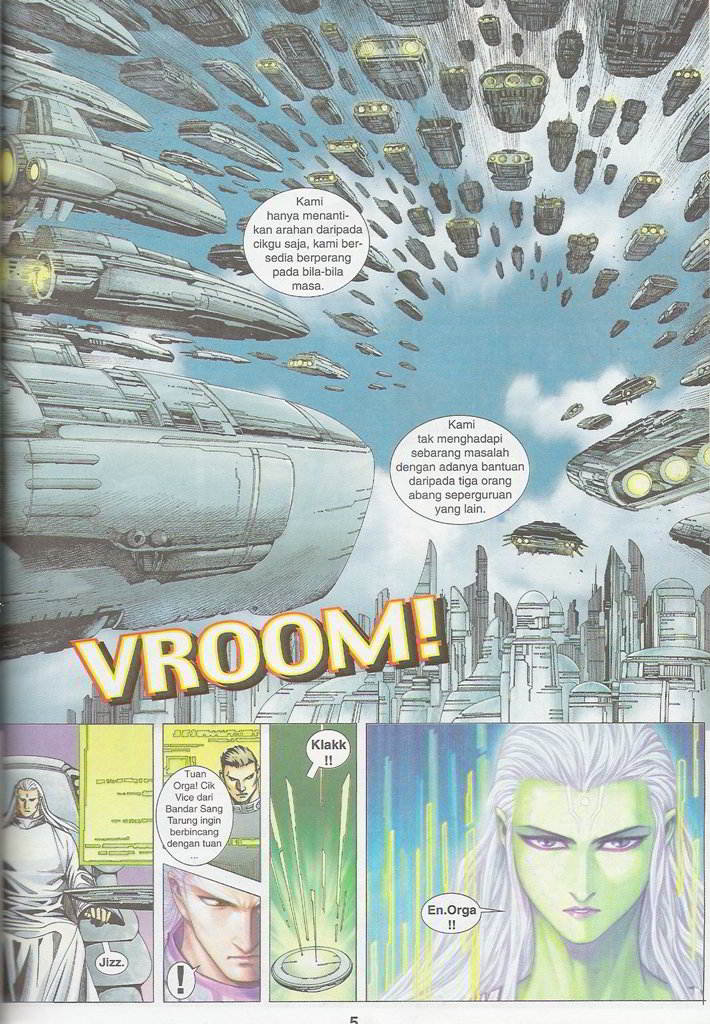 Kami
hanya menanti-
kan arahan daripada
cikgu saja, kami ber-
sedia berperang
pada bila-bila
masa.
Kami
tak menghadapi
sebarang masalah
dengan adanya bantuan
daripada tiga orang
abang seperguruan
yang lain.
VROOM!
Jizz.
Tuan
Orga! Cik
Vice dari
Bandar Sang
Tarung ingin
berbincang
dengan tuan
...
!
Klakk
!!
En.Orga
!!
5